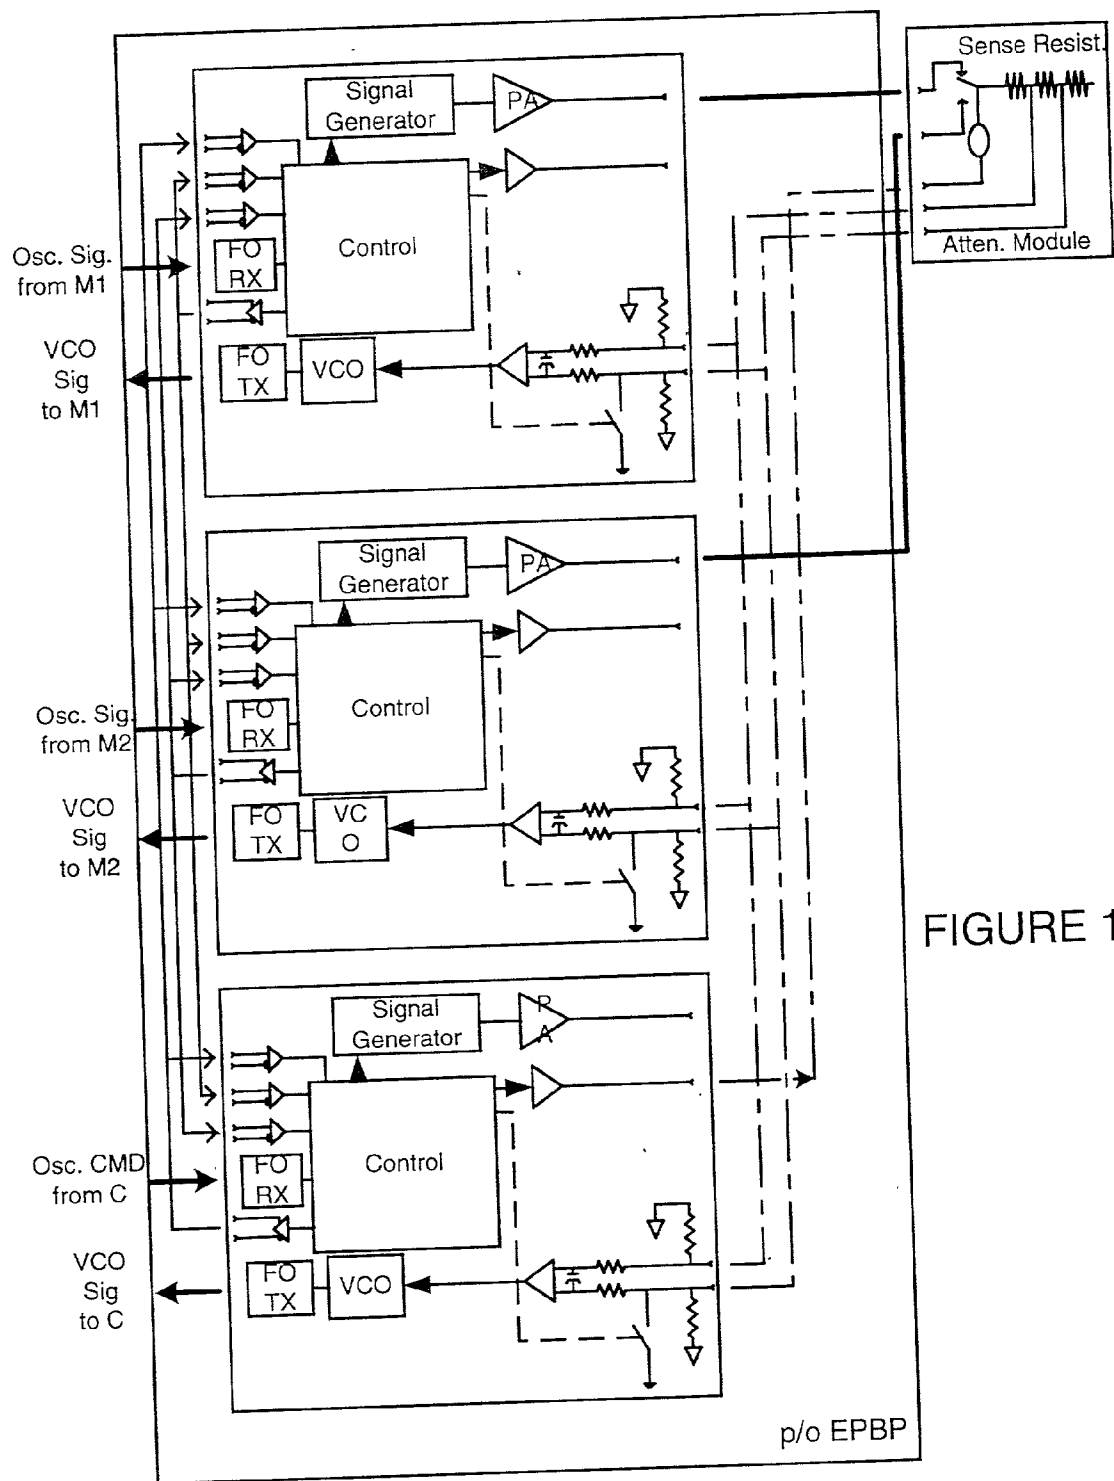 Sense Resist.
Atten. Module
Signal
Generator
PA
Control
FO
RX
FO
TX
VCO
Osc. Sig.
from M1
VCO
Sig
to M1
Signal
Generator
PA
Control
FO
RX
FO
TX
VC
O
Osc. Sig.
from M2
VCO
Sig
to M2
FIGURE 1
Signal
Generator
P
A
Control
FO
RX
FO
TX
VCO
Osc. CMD
from C
VCO
Sig
to C
p/o EPBP